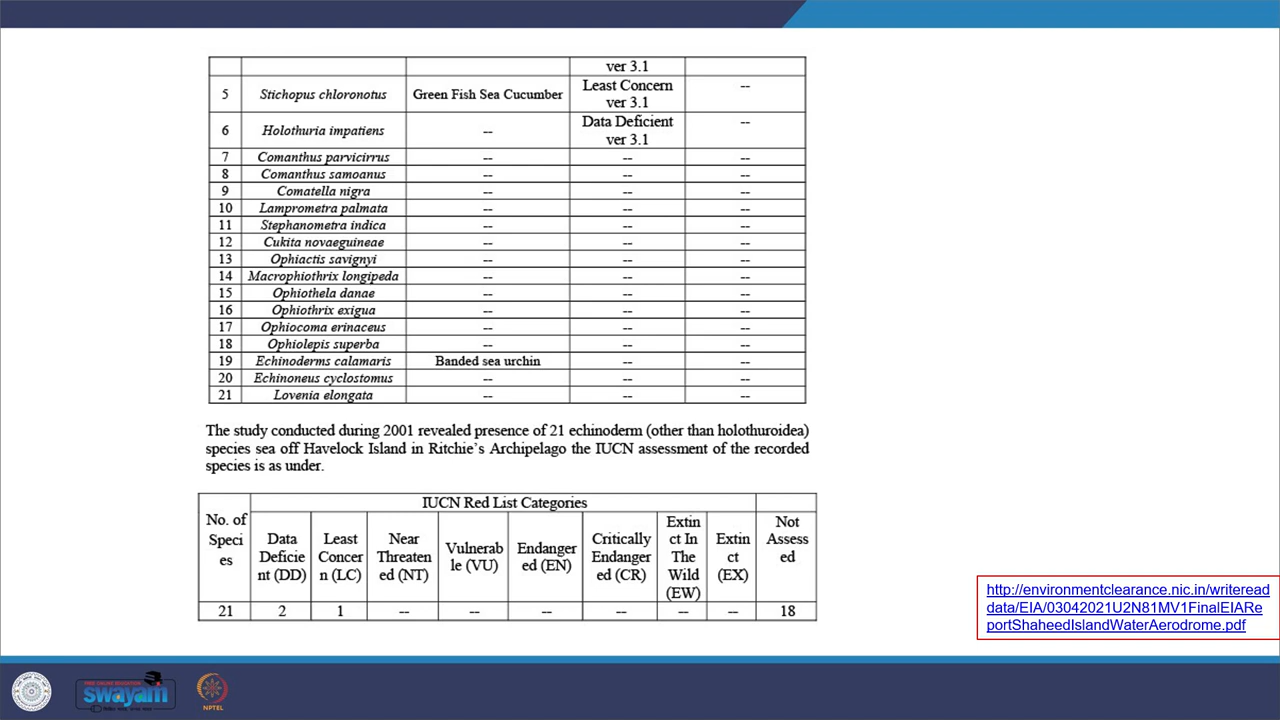 ver 3.1
5 Stichopus chloronotus Green Fish Sea Cucumber Least Concern ver 3.1 --
6 Holothuria impatiens -- Data Deficient ver 3.1 --
7 Comanthus parvicirrus -- -- --
8 Comanthus samoanus -- -- --
9 Comatella nigra -- -- --
10 Lamprometra palmata -- -- --
11 Stephanometra indica -- -- --
12 Cukita novaeguineae -- -- --
13 Ophiactis savignyi -- -- --
14 Macrophiothrix longipeda -- -- --
15 Ophiothela danae -- -- --
16 Ophiothrix exigua -- -- --
17 Ophiocoma erinaceus -- -- --
18 Ophiolepis superba -- -- --
19 Echinoderms calamaris Banded sea urchin -- --
20 Echinoneus cyclostomus -- -- --
21 Lovenia elongata -- -- --
The study conducted during 2001 revealed presence of 21 echinoderm (other than holothuroidea)
species sea off Havelock Island in Ritchie's Archipelago the IUCN assessment of the recorded
species is as under.
IUCN Red List Categories
No. of Speci es Data Deficie nt (DD) Least Concer n (LC) Near Threaten ed (NT) Vulnerab le (VU) Endanger ed (EN) Critically Endanger ed (CR) Extin ct In The Wild (EW) Extin ct (EX) Not Assess ed
21 2 1 -- -- -- -- -- -- 18
http://environmentclearance.nic.in/writeread
data/EIA/03042021U2N81MV1FinalEIARe
portShaheedIslandWaterAerodrome.pdf
FREE ONLINE EDUCATION
swayam
NPTEL